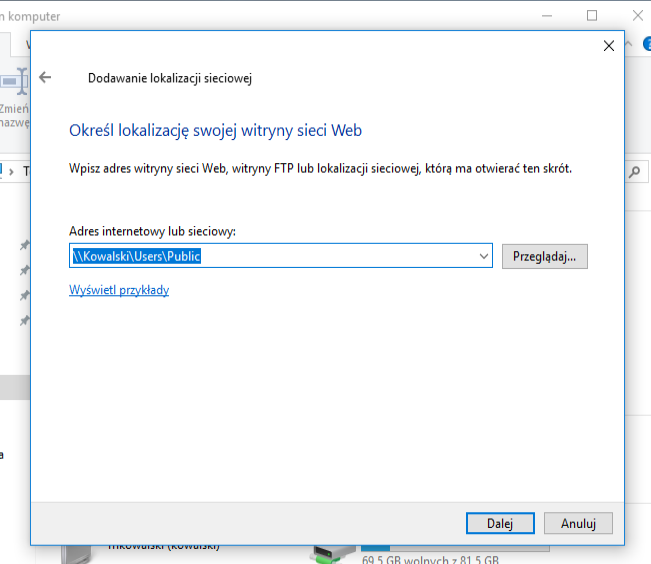 n komputer
Dodawanie lokalizacji sieciowej
Zmień
nazwę
Określ lokalizację swojej witryny sieci Web
Wpisz adres witryny sieci Web, witryny FTP lub lokalizacji sieciowej, którą ma otwierać ten skrót.
Adres internetowy lub sieciowy:
\\Kowalski\Users\Public
Przeglądaj...
Wyświetl przykłady
a
Dalej
Anuluj
(kowalski)
69,5 GB wolnych z 81,5 GB